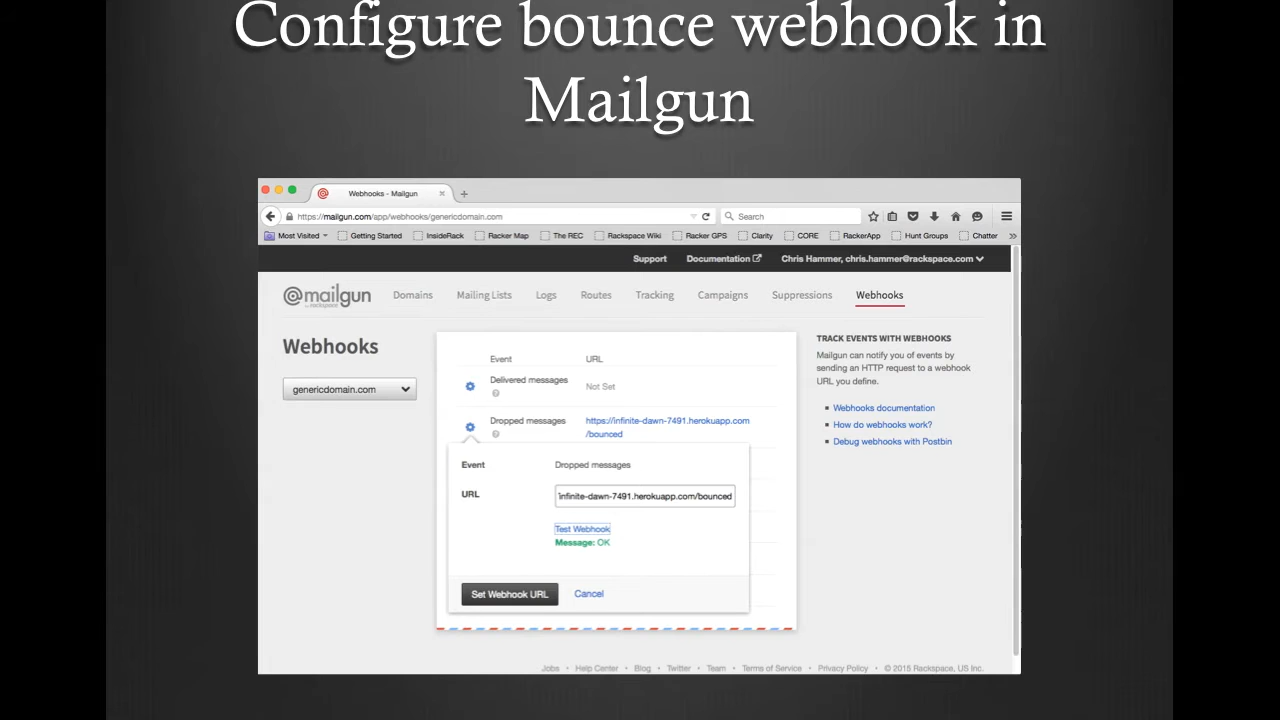 Configure bounce webhook in
Mailgun
Webhooks - Mailgun
https://mailgun.com/app/webhooks/genericdomain.com
Search
Most Visited
Getting Started
InsideRack
Racker Map
The REC
Rackspace Wiki
Racker GPS
Clarity
CORE
RackerApp
Hunt Groups
Chatter
Support
Documentation
Chris Hammer, chris.hammer@rackspace.com
@mailgun
by rackspace
Domains
Mailing Lists
Logs
Routes
Tracking
Campaigns
Suppressions
Webhooks
Webhooks
genericdomain.com
Event
URL
Delivered messages
Not Set
Dropped messages
https://infinite-dawn-7491.herokuapp.com
/bounced
Event
Dropped messages
URL
infinite-dawn-7491.herokuapp.com/bounced
Test Webhook
Message: OK
Set Webhook URL
Cancel
TRACK EVENTS WITH WEBHOOKS
Mailgun can notify you of events by
sending an HTTP request to a webhook
URL you define.
Webhooks documentation
How do webhooks work?
Debug webhooks with Postbin
Jobs • Help Center • Blog • Twitter • Team • Terms of Service • Privacy Policy • © 2015 Rackspace, US Inc.